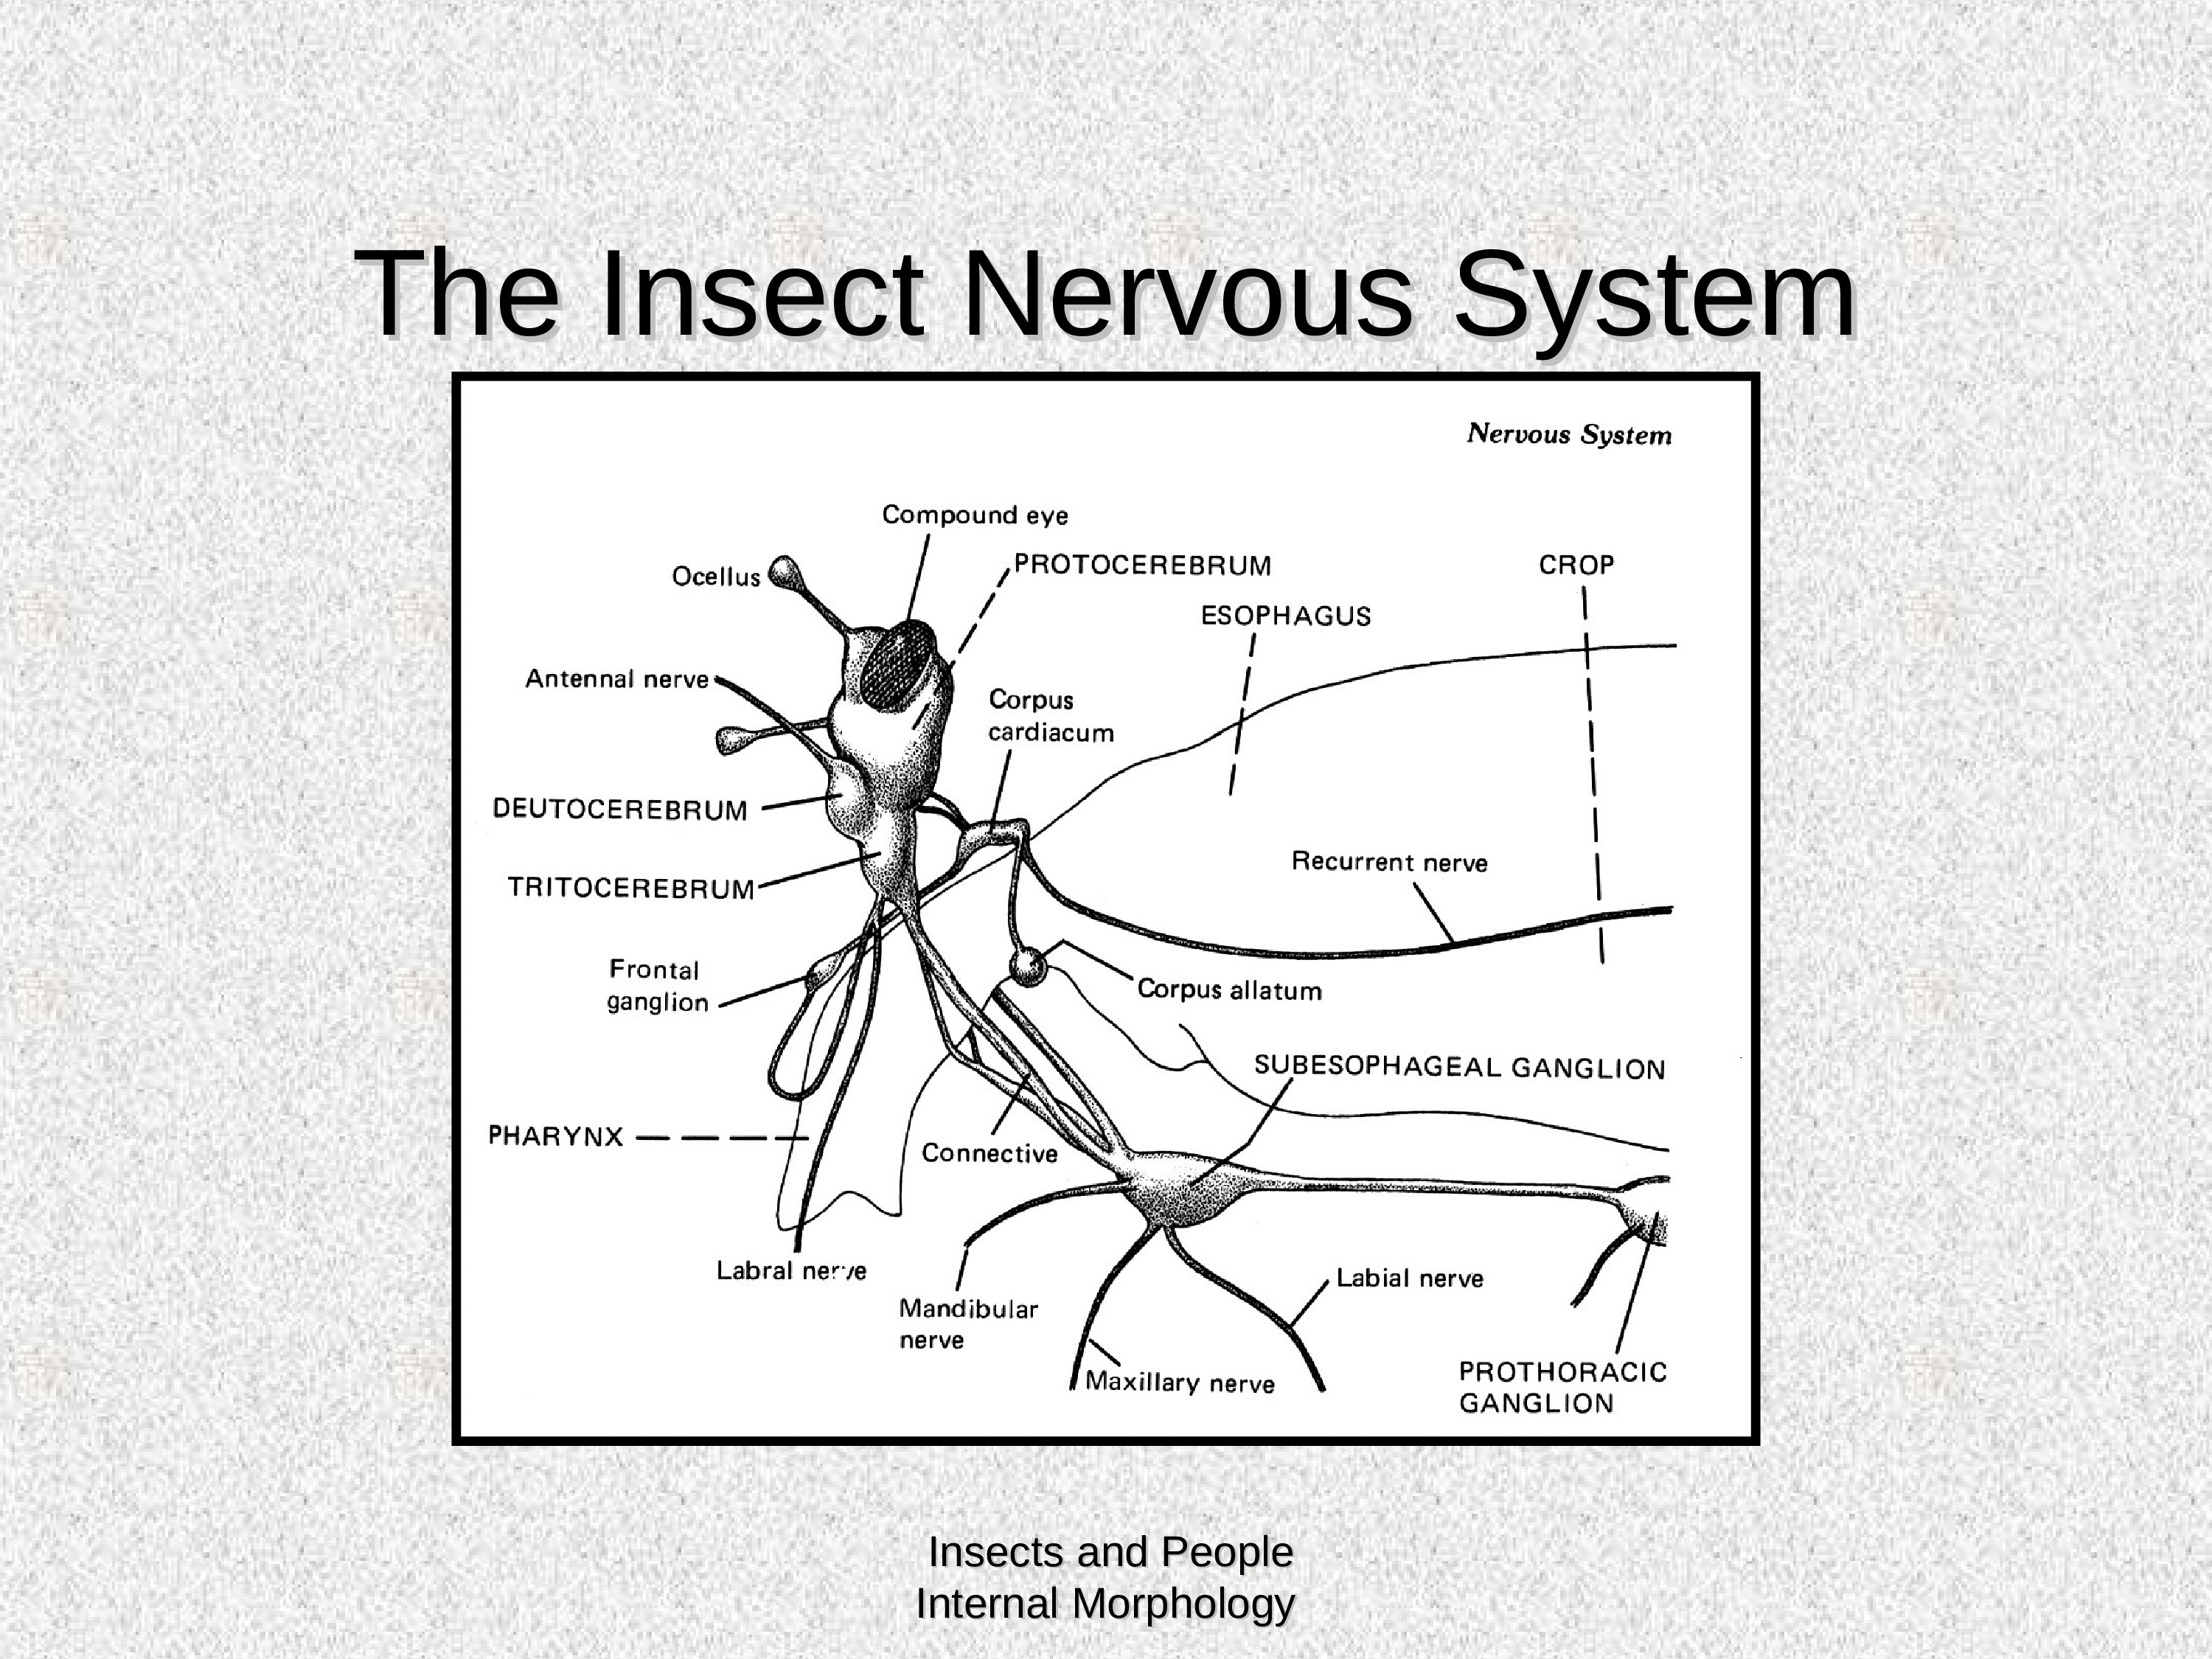 The Insect Nervous System
Nervous System
Compound eye
Ocellus
PROTOCEREBRUM
CROP
ESOPHAGUS
Antennal nerve
Corpus
cardiacum
DEUTOCEREBRUM
Recurrent nerve
TRITOCEREBRUM
Frontal
ganglion
Corpus allatum
SUBESOPHAGEAL GANGLION
PHARYNX
Connective
Labral nerve
Labial nerve
Mandibular
nerve
Maxillary nerve
PROTHORACIC
GANGLION
Insects and People
Internal Morphology